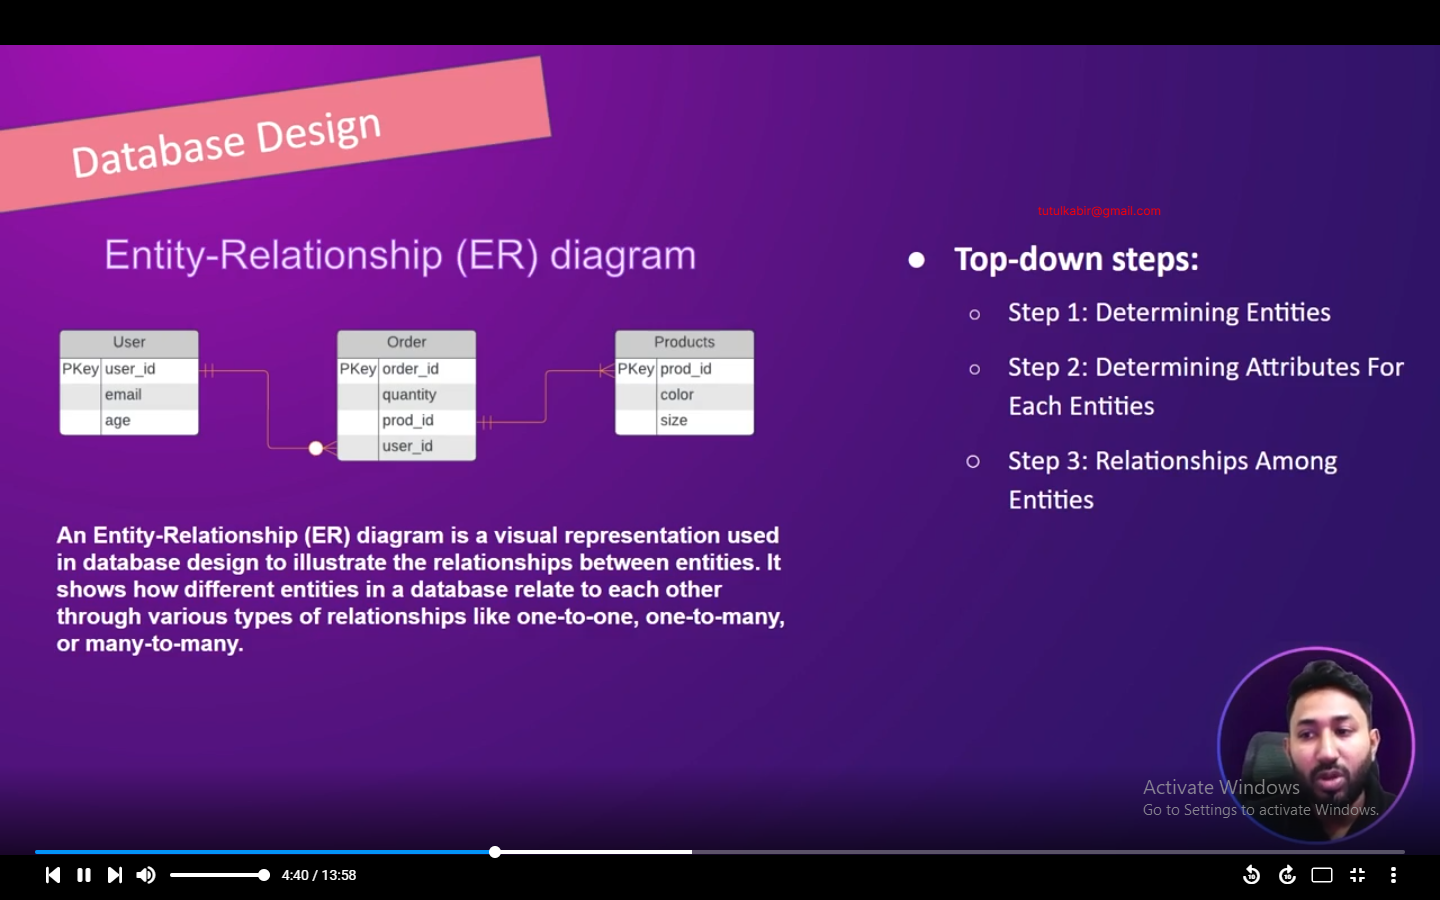 Database Design
tutulkabir@gmail.com
Entity-Relationship (ER) diagram
User
PKey user_id
email
age
Order
PKey order_id
quantity
prod_id
user_id
Products
PKey prod_id
color
size
An Entity-Relationship (ER) diagram is a visual representation used
in database design to illustrate the relationships between entities. It
shows how different entities in a database relate to each other
through various types of relationships like one-to-one, one-to-many,
or many-to-many.
Top-down steps:
Step 1: Determining Entities
Step 2: Determining Attributes For
Each Entities
Step 3: Relationships Among
Entities
Activate Windows
Go to Settings to activate Windows.
4:40 / 13:58
10
10